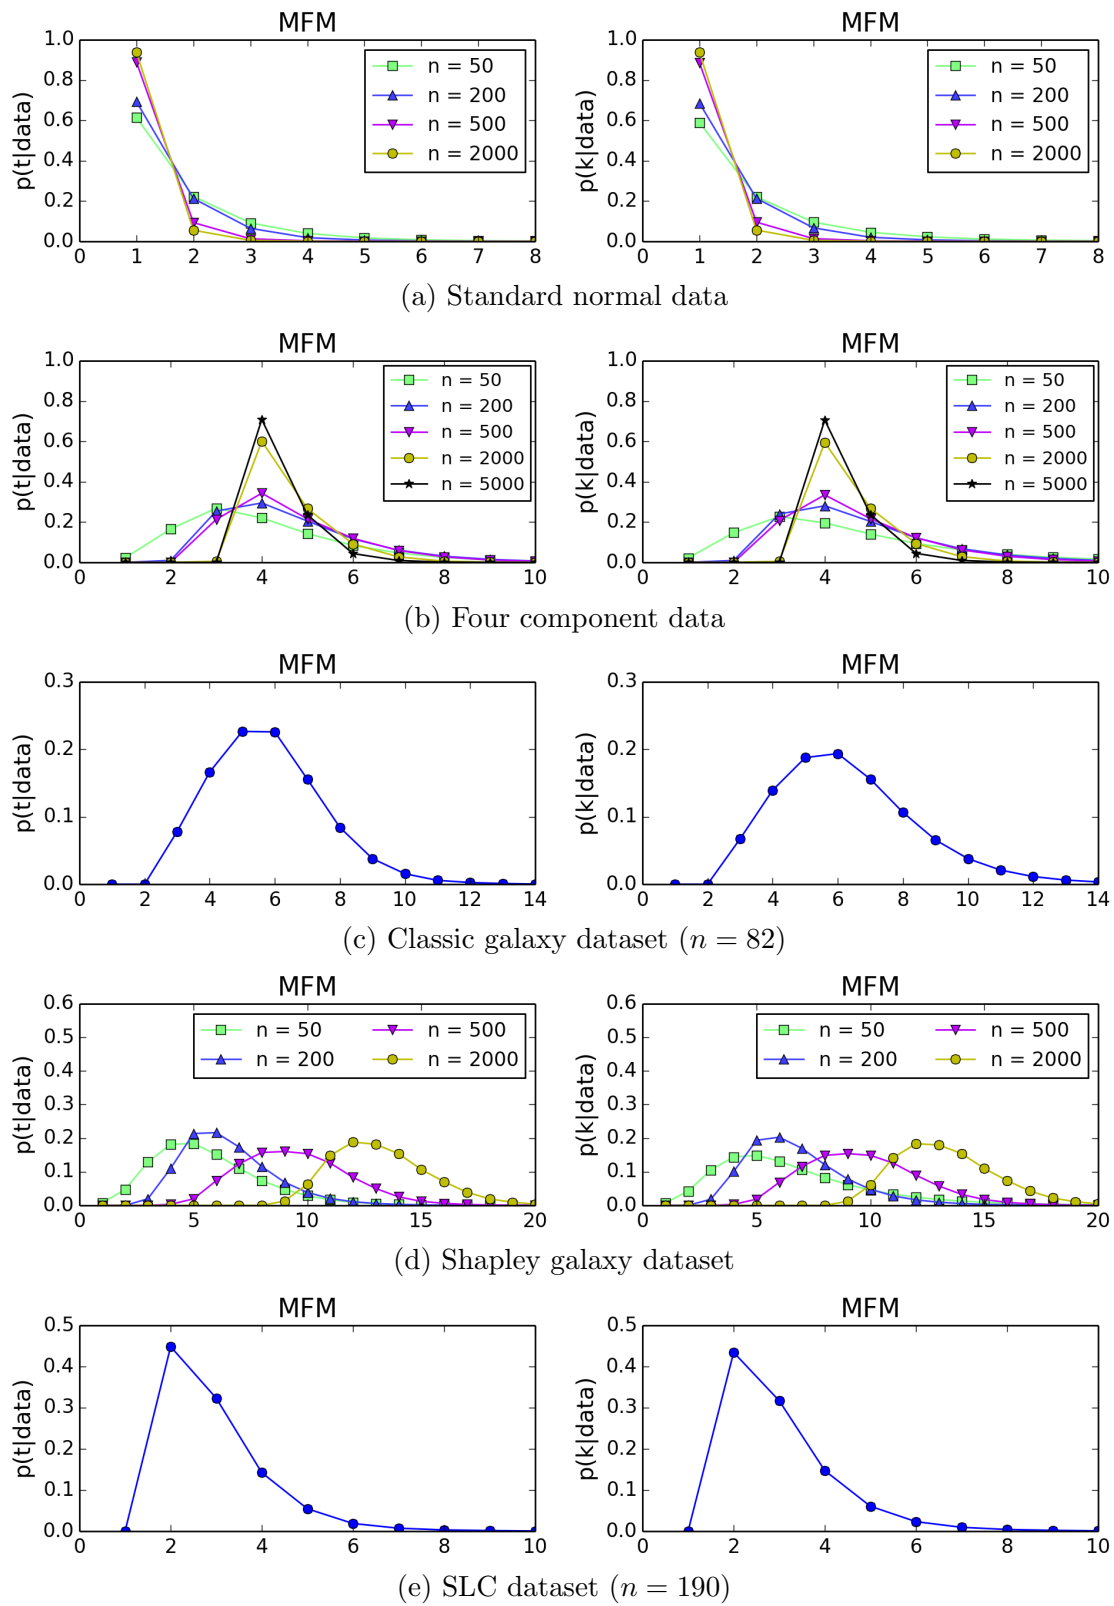 MFM
MFM
p(t|data)
1.0
0.8
0.6
0.4
0.2
0.0
n = 50
n = 200
n = 500
n = 2000
0 1 2 3 4 5 6 7 8
p(k|data)
1.0
0.8
0.6
0.4
0.2
0.0
n = 50
n = 200
n = 500
n = 2000
0 1 2 3 4 5 6 7 8
(a) Standard normal data
MFM
MFM
p(t|data)
1.0
0.8
0.6
0.4
0.2
0.0
n = 50
n = 200
n = 500
n = 2000
n = 5000
0 2 4 6 8 10
p(k|data)
1.0
0.8
0.6
0.4
0.2
0.0
n = 50
n = 200
n = 500
n = 2000
n = 5000
0 2 4 6 8 10
(b) Four component data
MFM
MFM
p(t|data)
0.3
0.2
0.1
0.0
0 2 4 6 8 10 12 14
p(k|data)
0.3
0.2
0.1
0.0
0 2 4 6 8 10 12 14
(c) Classic galaxy dataset (n = 82)
MFM
MFM
p(t|data)
0.6
0.5
0.4
0.3
0.2
0.1
0.0
n = 50 n = 500
n = 200 n = 2000
0 5 10 15 20
p(k|data)
0.6
0.5
0.4
0.3
0.2
0.1
0.0
n = 50 n = 500
n = 200 n = 2000
0 5 10 15 20
(d) Shapley galaxy dataset
MFM
MFM
p(t|data)
0.5
0.4
0.3
0.2
0.1
0.0
0 2 4 6 8 10
p(k|data)
0.5
0.4
0.3
0.2
0.1
0.0
0 2 4 6 8 10
(e) SLC dataset (n = 190)